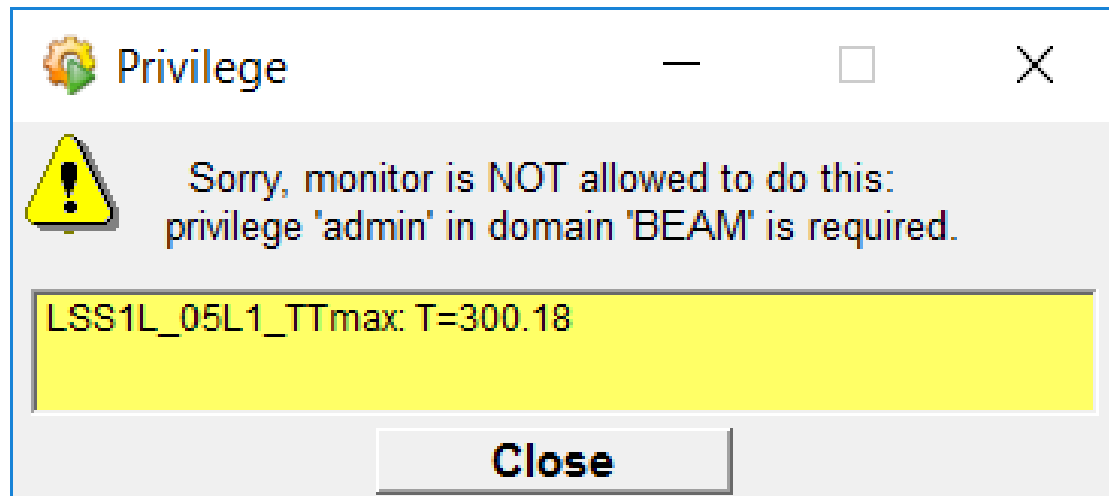 Privilege
Sorry, monitor is NOT allowed to do this:
privilege 'admin' in domain 'BEAM' is required.
LSS1L_05L1_TTmax: T=300.18
Close